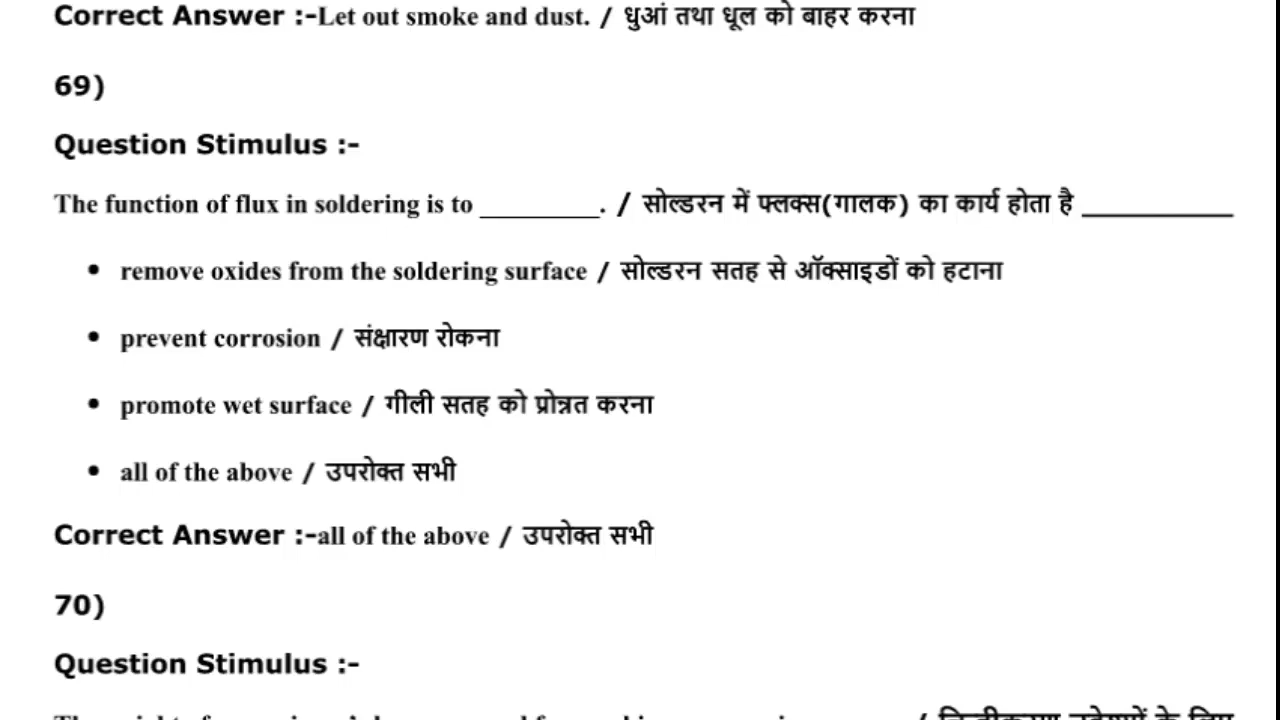 Correct Answer :-Let out smoke and dust. / धुआं तथा धूल को बाहर करना
69)
Question Stimulus :-
The function of flux in soldering is to _________. / सोल्डरन में फ्लक्स(गालक) का कार्य होता है ___________
• remove oxides from the soldering surface / सोल्डरन सतह से ऑक्साइडों को हटाना
• prevent corrosion / संक्षारण रोकना
• promote wet surface / गीली सतह को प्रोन्नत करना
• all of the above / उपरोक्त सभी
Correct Answer :-all of the above / उपरोक्त सभी
70)
Question Stimulus :-